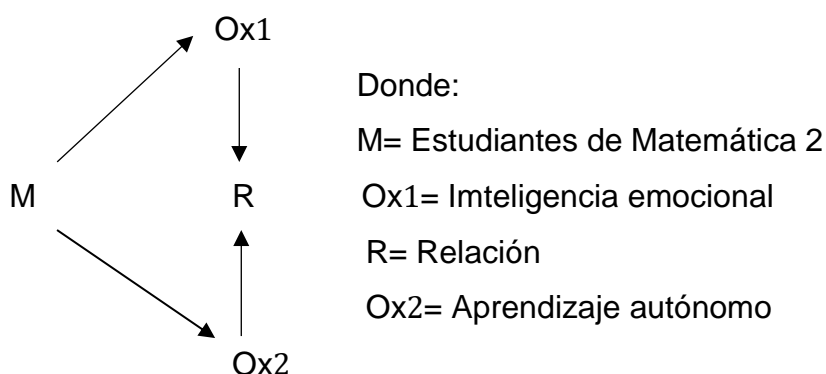 Ox1
Donde:
M= Estudiantes de Matemática 2
M R Ox1= Imteligencia emocional
R= Relación
Ox2= Aprendizaje autónomo
Ox2